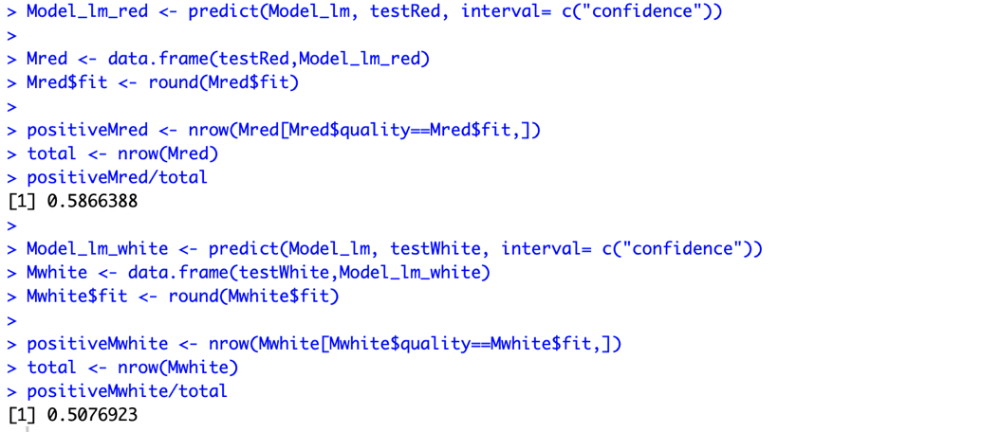 > Model_lm_red <- predict(Model_lm, testRed, interval= c("confidence"))
>
> Mred <- data.frame(testRed,Model_lm_red)
> Mred$fit <- round(Mred$fit)
>
> positiveMred <- nrow(Mred[Mred$quality==Mred$fit,])
> total <- nrow(Mred)
> positiveMred/total
[1] 0.5866388
>
> Model_lm_white <- predict(Model_lm, testWhite, interval= c("confidence"))
> Mwhite <- data.frame(testWhite,Model_lm_white)
> Mwhite$fit <- round(Mwhite$fit)
>
> positiveMwhite <- nrow(Mwhite[Mwhite$quality==Mwhite$fit,])
> total <- nrow(Mwhite)
> positiveMwhite/total
[1] 0.5076923